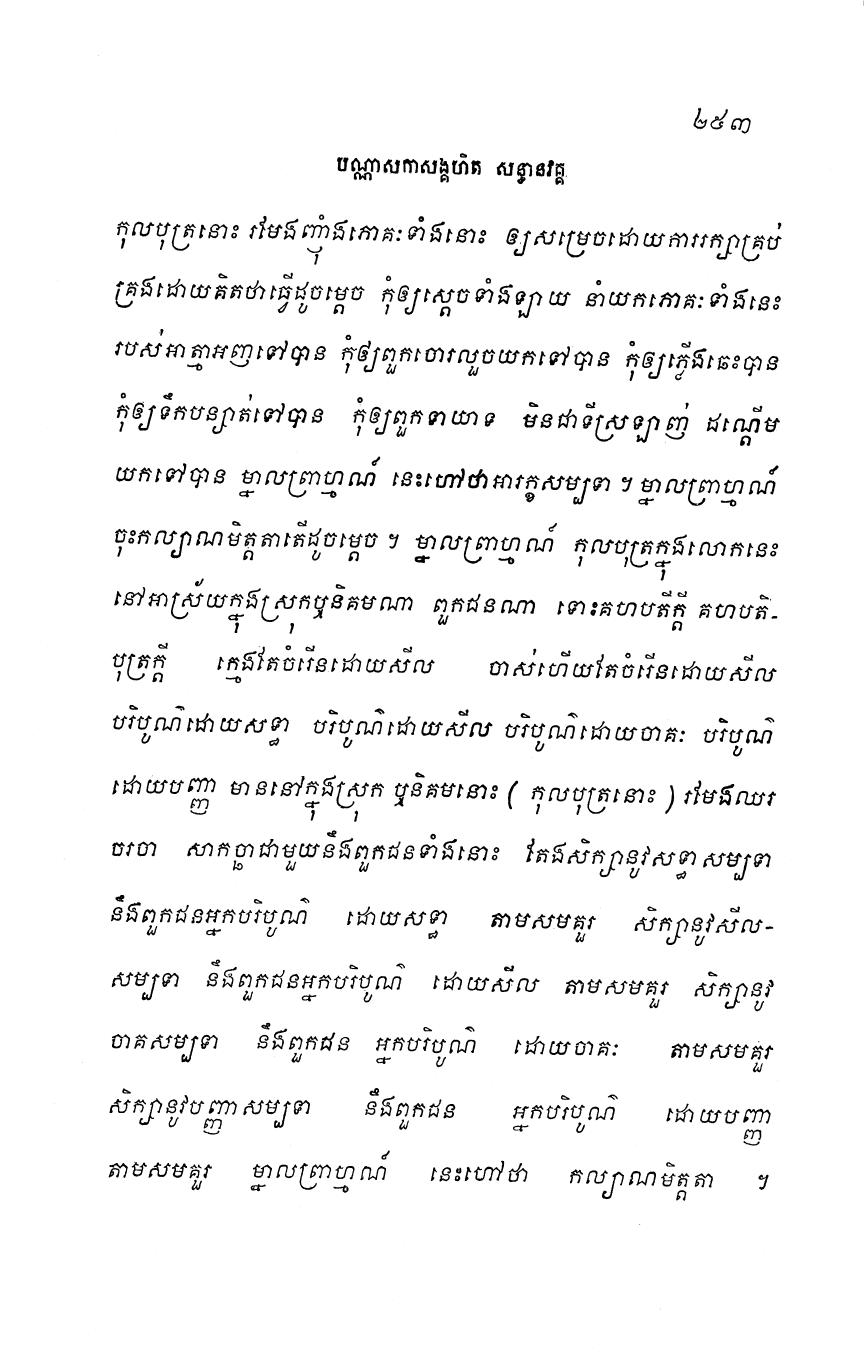 ២៥៣
បណ្ណាសកាសង្គហិត សន្ធានវគ្គ
កុលបុត្រនោះ រមែងញ៉ាំងភោគៈទាំងនោះ ឲ្យសម្រេចដោយការរក្សាគ្រប់
គ្រងដោយគិតថាធ្វើដូចម្តេច កុំឲ្យស្តេចទាំងឡាយ នាំយកភោគៈទាំងនេះ
របស់អាត្មាអញទៅបាន កុំឲ្យពួកចោរលួចយកទៅបាន កុំឲ្យភ្លើងឆេះបាន
កុំឲ្យទឹកបន្សាត់ទៅបាន កុំឲ្យពួកទាយាទ មិនជាទីស្រឡាញ់ ដណ្តើម
យកទៅបាន ម្នាលព្រាហ្មណ៍ នេះហៅថាអារក្ខសម្បទា ។ ម្នាលព្រាហ្មណ៍
ចុះកល្យាណមិត្តតាតើដូចម្តេច ។ ម្នាលព្រាហ្មណ៍ កុលបុត្រក្នុងលោកនេះ
នៅអាស្រ័យក្នុងស្រុកឬនិគមណា ពួកជនណា ទោះគហបតីក្តី គហបតិ-
បុត្រក្តី ក្មេងតែចំរើនដោយសីល ចាស់ហើយតែចំរើនដោយសីល
បរិបូណ៌ដោយសទ្ធា បរិបូណ៌ដោយសីល បរិបូណ៌ដោយចាគៈ បរិបូណ៌
ដោយបញ្ញា មាននៅក្នុងស្រុក ឬនិគមនោះ ( កុលបុត្រនោះ ) រមែងឈរ
ចរចា សាកច្ឆាជាមួយនឹងពួកជនទាំងនោះ តែងសិក្សានូវសទ្ធាសម្បទា
នឹងពួកជនអ្នកបរិបូណ៌ ដោយសទ្ធា តាមសមគួរ សិក្សានូវសីល-
សម្បទា នឹងពួកជនអ្នកបរិបូណ៌ ដោយសីល តាមសមគួរ សិក្សានូវ
ចាគសម្បទា នឹងពួកជន អ្នកបរិបូណ៌ ដោយចាគៈ តាមសមគួរ
សិក្សានូវបញ្ញាសម្បទា នឹងពួកជន អ្នកបរិបូណ៌ ដោយបញ្ញា
តាមសមគួរ ម្នាលព្រាហ្មណ៍ នេះហៅថា កល្យាណមិត្តតា ។